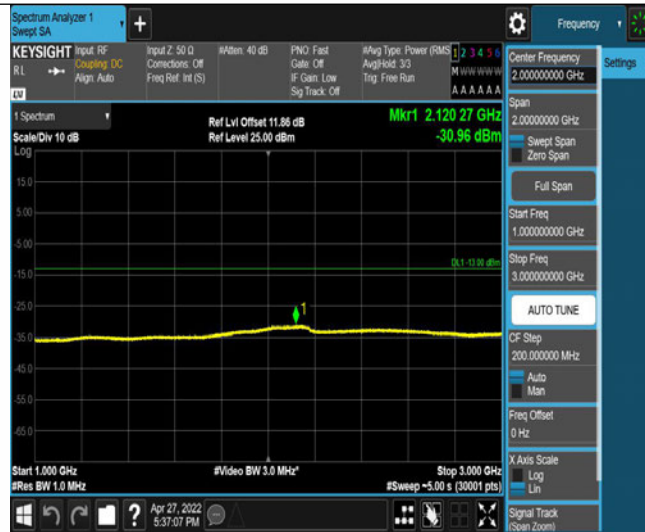 Spectrum Analyzer 1
Swept SA
+
Frequency
KEYSIGHT
RL
Input: RF
Coupling: DC
Align: Auto
Input Z: 50 Ω
Corrections: Off
Freq Ref: Int (S)
#Atten: 40 dB
PNO: Fast
Gate: Off
IF Gain: Low
Sig Track: Off
#Avg Type: Power (RMS
Avg|Hold: 3/3
Trig: Free Run
1 2 3 4 5 6
M W W W W W
A A A A A A
1 Spectrum
Scale/Div 10 dB
Log
Ref Lvl Offset 11.86 dB
Ref Level 25.00 dBm
Mkr1 2.120 27 GHz
-30.96 dBm
15.0
5.00
-5.00
-15.0
-25.0
-35.0
-45.0
-55.0
-65.0
DL1 -13.00 dBm
1
Start 1.000 GHz
#Res BW 1.0 MHz
#Video BW 3.0 MHz*
Stop 3.000 GHz
#Sweep ~5.00 s (30001 pts)
Apr 27, 2022
5:37:07 PM
?
Center Frequency
2.000000000 GHz
Settings
Span
2.00000000 GHz
Swept Span
Zero Span
Full Span
Start Freq
1.000000000 GHz
Stop Freq
3.000000000 GHz
AUTO TUNE
CF Step
200.000000 MHz
Auto
Man
Freq Offset
0 Hz
X Axis Scale
Log
Lin
Signal Track
(Span Zoom)